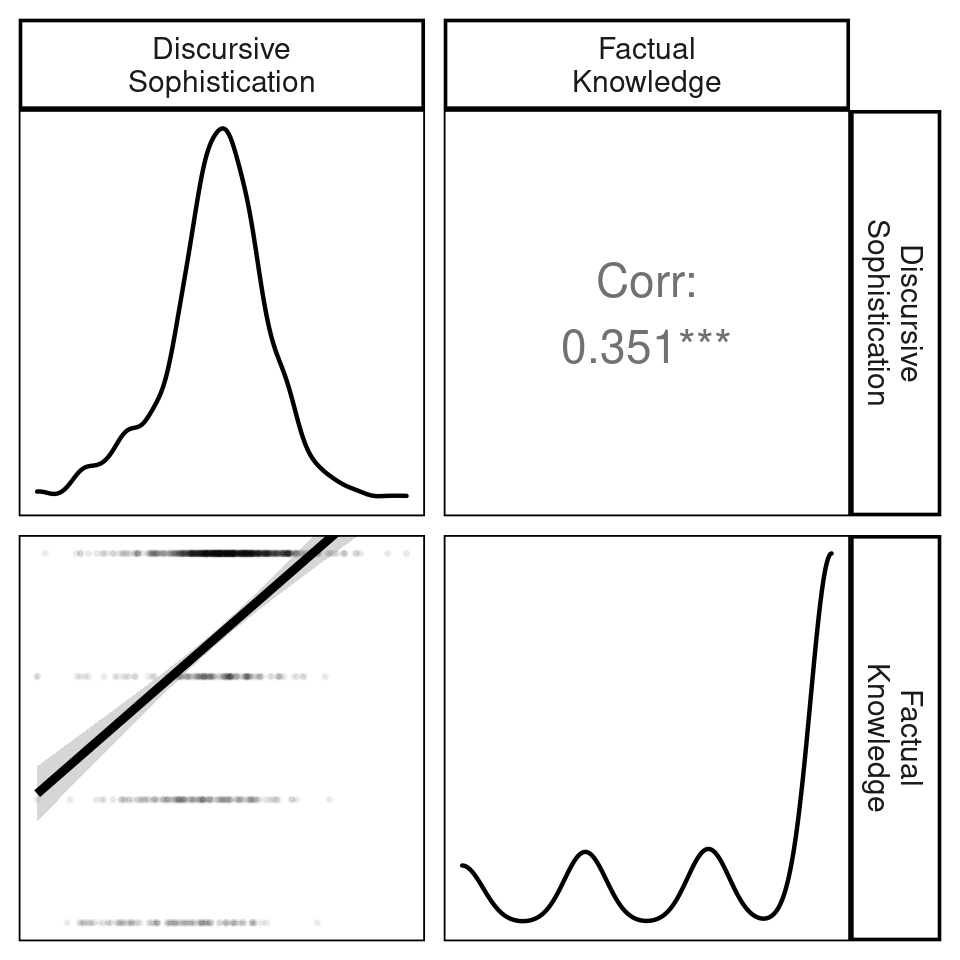 Discursive
Sophistication
Factual
Knowledge
Corr:
0.351***
Discursive
Sophistication
Factual
Knowledge